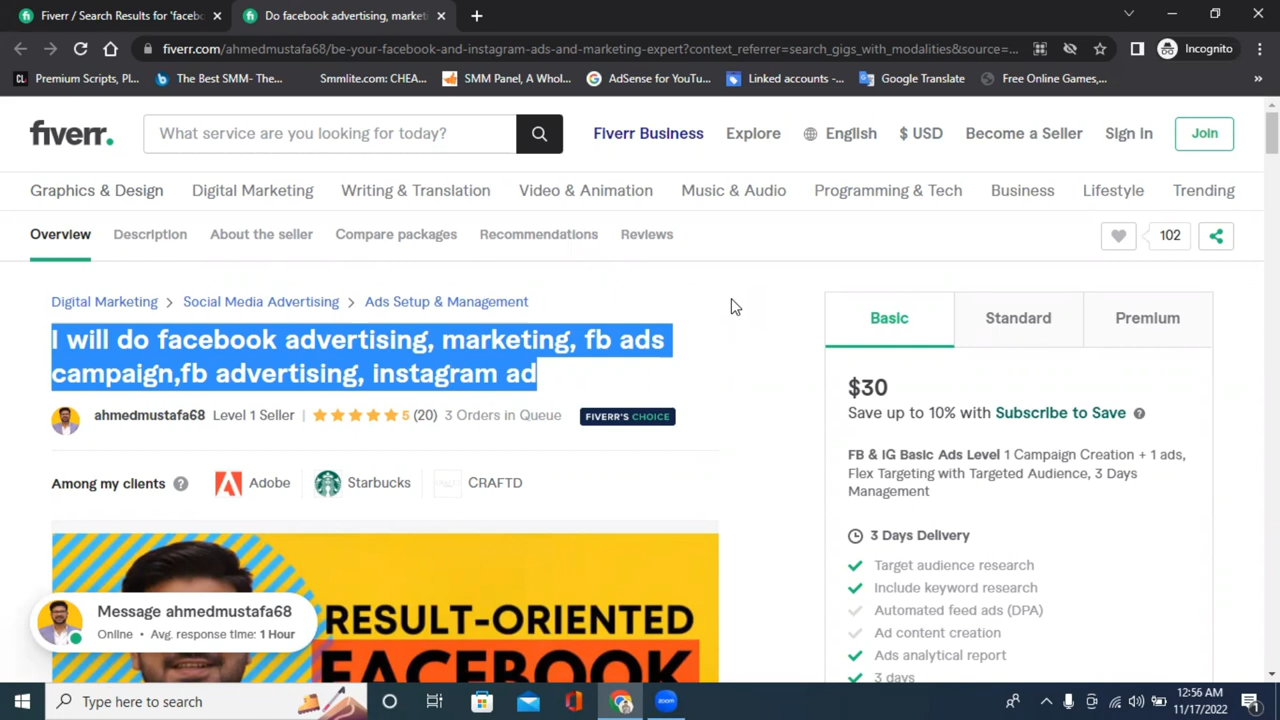 Fiverr / Search Results for 'faceb
Do facebook advertising, market
fiverr.com/ahmedmustafa68/be-your-facebook-and-instagram-ads-and-marketing-expert?context_referrer=search_gigs_with_modalities&source=...
Incognito
Premium Scripts, Pl...
The Best SMM- The...
Smmlite.com: CHEA...
SMM Panel, A Whol...
AdSense for YouTu...
Linked accounts -...
Google Translate
Free Online Games,...
fiverr.
What service are you looking for today?
Fiverr Business
Explore
English
$ USD
Become a Seller
Sign In
Join
Graphics & Design
Digital Marketing
Writing & Translation
Video & Animation
Music & Audio
Programming & Tech
Business
Lifestyle
Trending
Overview
Description
About the seller
Compare packages
Recommendations
Reviews
102
Digital Marketing > Social Media Advertising > Ads Setup & Management
I will do facebook advertising, marketing, fb ads
campaign,fb advertising, instagram ad
ahmedmustafa68 Level 1 Seller | 5 (20) 3 Orders in Queue FIVERR'S CHOICE
Among my clients
Adobe
Starbucks
CRAFTD
RESULT-ORIENTED
FACEBOOK
Message ahmedmustafa68
Online • Avg. response time: 1 Hour
Basic
Standard
Premium
$30
Save up to 10% with Subscribe to Save
FB & IG Basic Ads Level 1 Campaign Creation + 1 ads,
Flex Targeting with Targeted Audience, 3 Days
Management
3 Days Delivery
Target audience research
Include keyword research
Automated feed ads (DPA)
Ad content creation
Ads analytical report
3 days
Type here to search
zoom
12:56 AM
11/17/2022